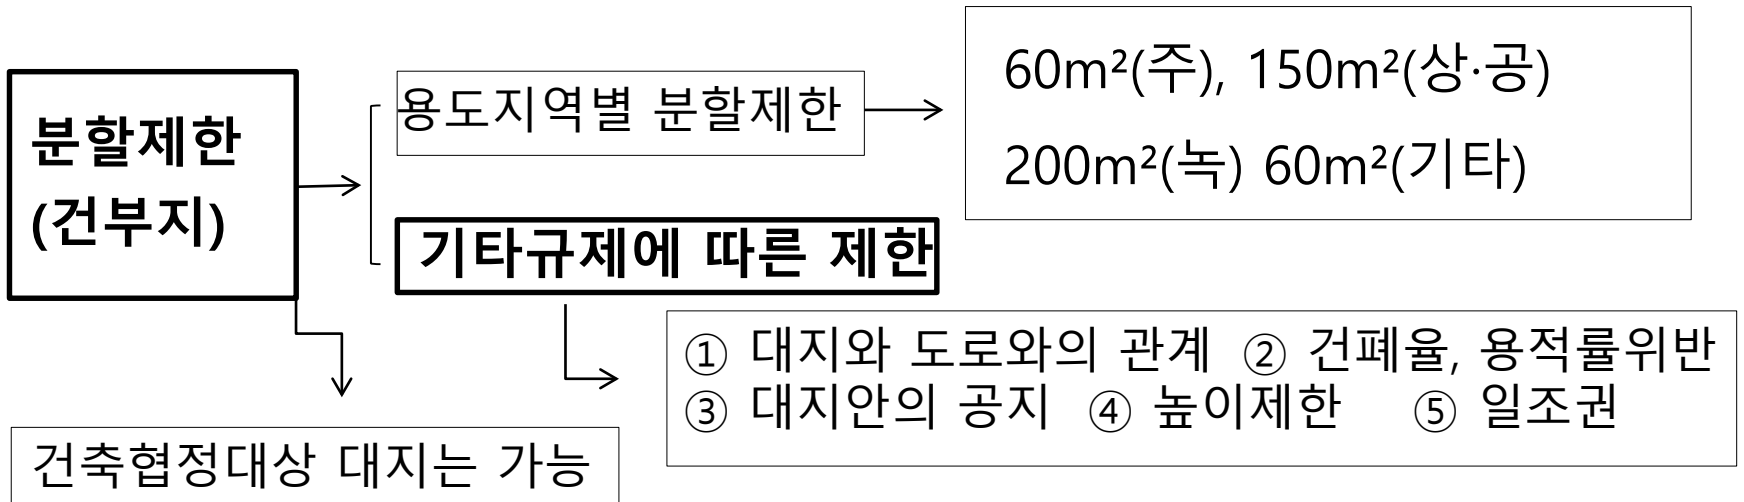 분할제한
(건부지)
용도지역별 분할제한
60m²(주), 150m²(상·공)
200m²(녹) 60m²(기타)
기타규제에 따른 제한
① 대지와 도로와의 관계 ② 건폐율, 용적률위반
③ 대지안의 공지 ④ 높이제한 ⑤ 일조권
건축협정대상 대지는 가능